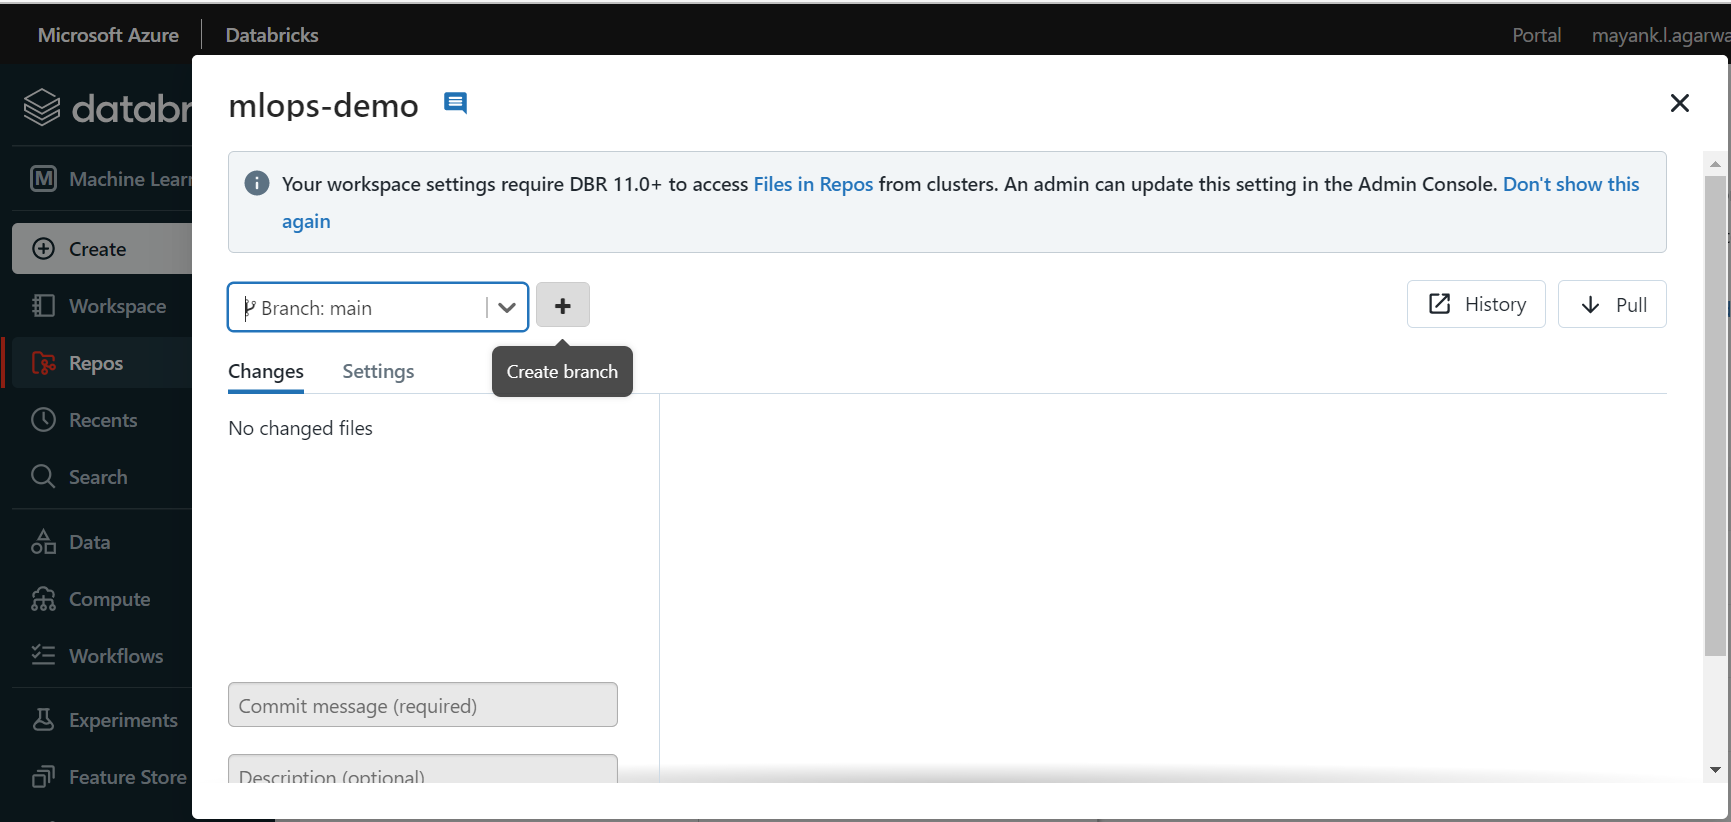 Microsoft Azure
Databricks
Portal
mayank.l.agarwa
databr
mlops-demo
Machine Lear
Your workspace settings require DBR 11.0+ to access Files in Repos from clusters. An admin can update this setting in the Admin Console. Don't show this
again
Create
Workspace
Branch: main
History
Pull
Repos
Changes
Settings
Create branch
Recents
No changed files
Search
Data
Compute
Workflows
Commit message (required)
Experiments
Feature Store
Description (optional)